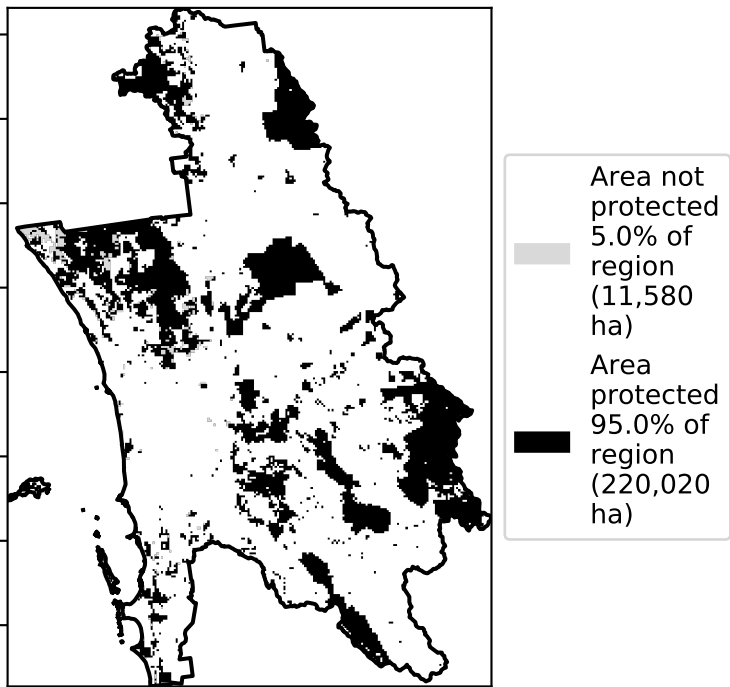 Area not
protected
5.0% of
region
(11,580
ha)
Area
protected
95.0% of
region
(220,020
ha)